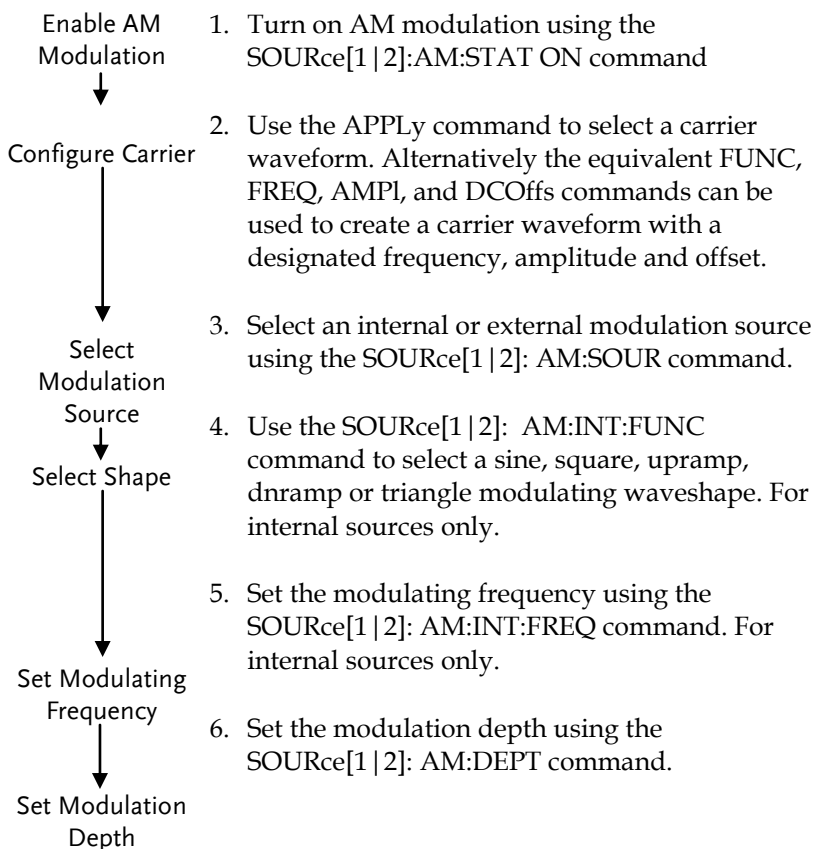 Enable AM
Modulation
1. Turn on AM modulation using the
SOURce[1|2]:AM:STAT ON command
Configure Carrier
2. Use the APPLy command to select a carrier
waveform. Alternatively the equivalent FUNC,
FREQ, AMPl, and DCOffs commands can be
used to create a carrier waveform with a
designated frequency, amplitude and offset.
Select
Modulation
Source
3. Select an internal or external modulation source
using the SOURce[1|2]: AM:SOUR command.
Select Shape
4. Use the SOURce[1|2]: AM:INT:FUNC
command to select a sine, square, upramp,
dnramp or triangle modulating waveshape. For
internal sources only.
Set Modulating
Frequency
5. Set the modulating frequency using the
SOURce[1|2]: AM:INT:FREQ command. For
internal sources only.
Set Modulation
Depth
6. Set the modulation depth using the
SOURce[1|2]: AM:DEPT command.